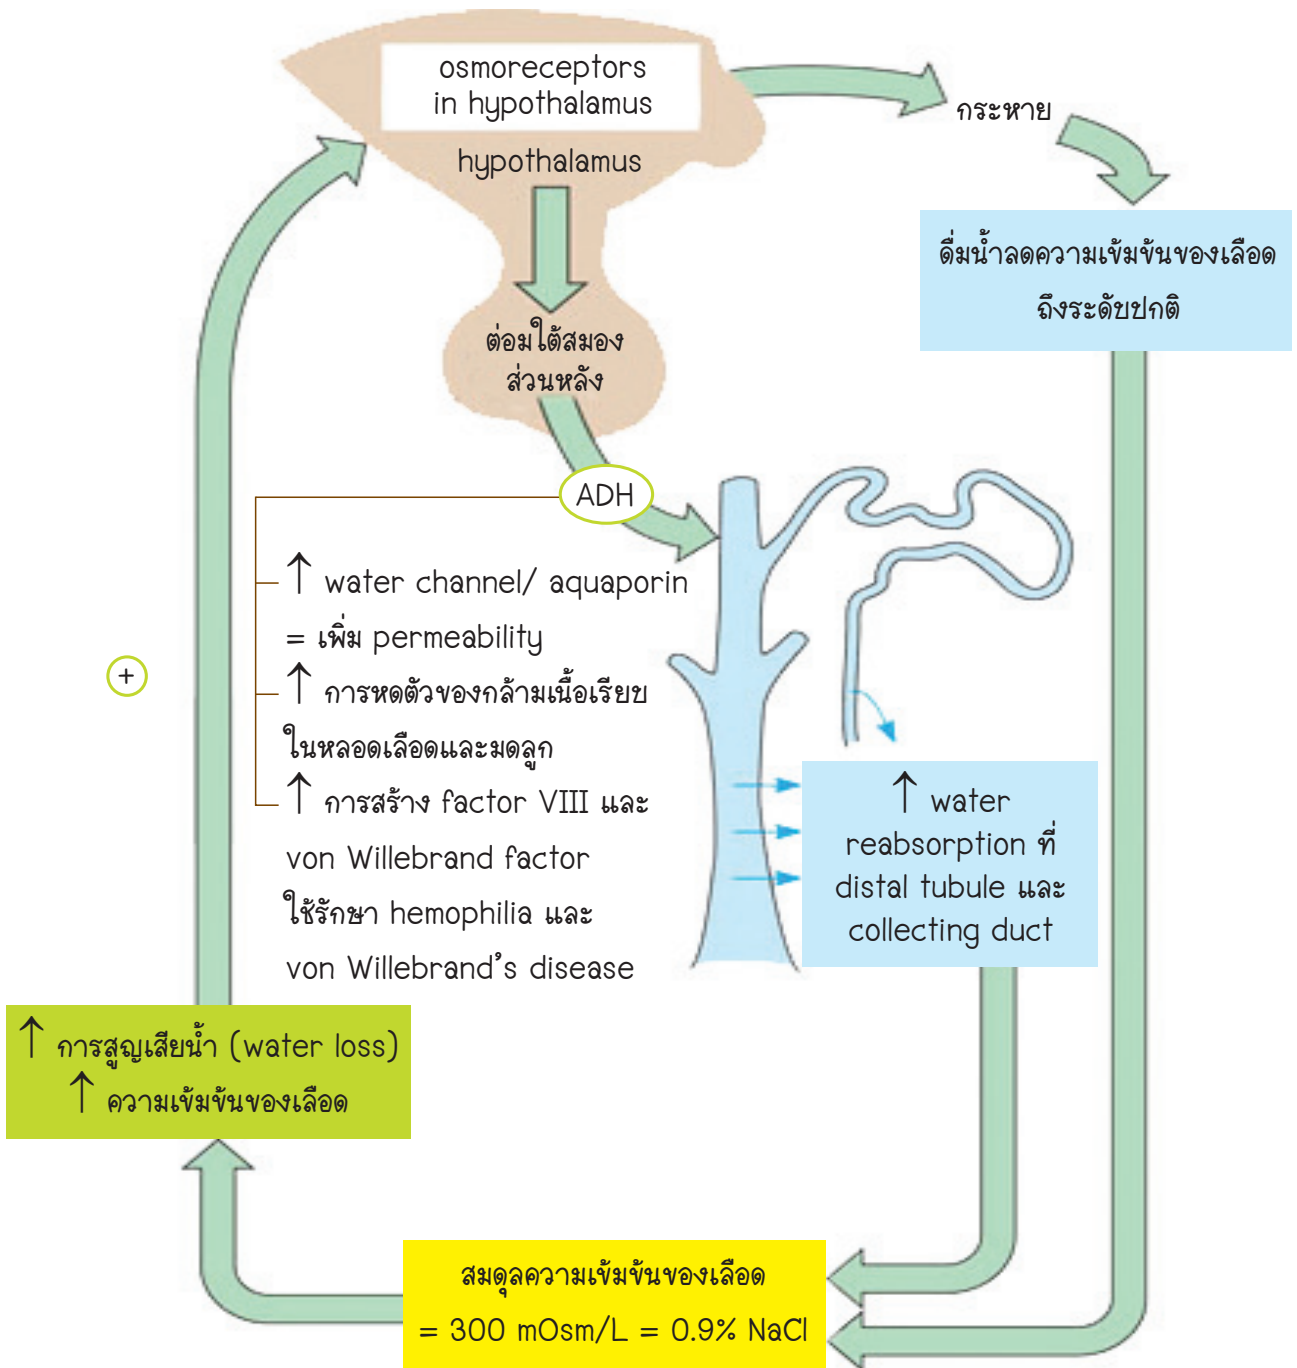 osmoreceptors
in hypothalamus
hypothalamus
กระหาย
ดื่มน้ำลดความเข้มข้นของเลือด
ถึงระดับปกติ
ต่อมใต้สมอง
ส่วนหลัง
ADH
↑ water channel/ aquaporin
= เพิ่ม permeability
↑ การหดตัวของกล้ามเนื้อเรียบ
ในหลอดเลือดและมดลูก
↑ การสร้าง factor VIII และ
von Willebrand factor
ใช้รักษา hemophilia และ
von Willebrand's disease
+
↑ water
reabsorption ที่
distal tubule และ
collecting duct
↑ การสูญเสียน้ำ (water loss)
↑ ความเข้มข้นของเลือด
สมดุลความเข้มข้นของเลือด
= 300 mOsm/L = 0.9% NaCl